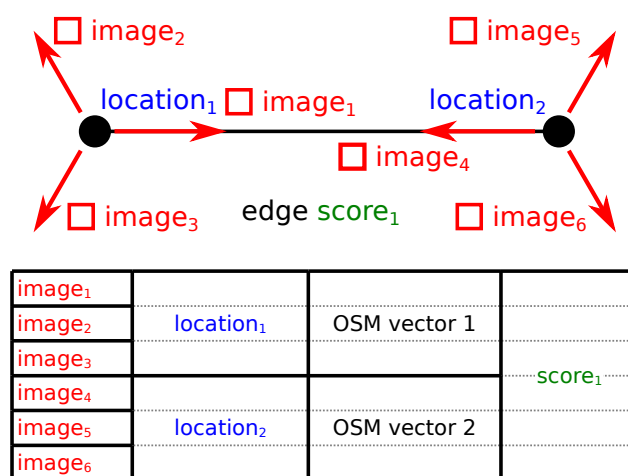 image₂
image₅
location₁
image₁
location₂
image₄
image₃
edge score₁
image₆
image₁
image₂ location₁ OSM vector 1
image₃
score₁
image₄
image₅ location₂ OSM vector 2
image₆